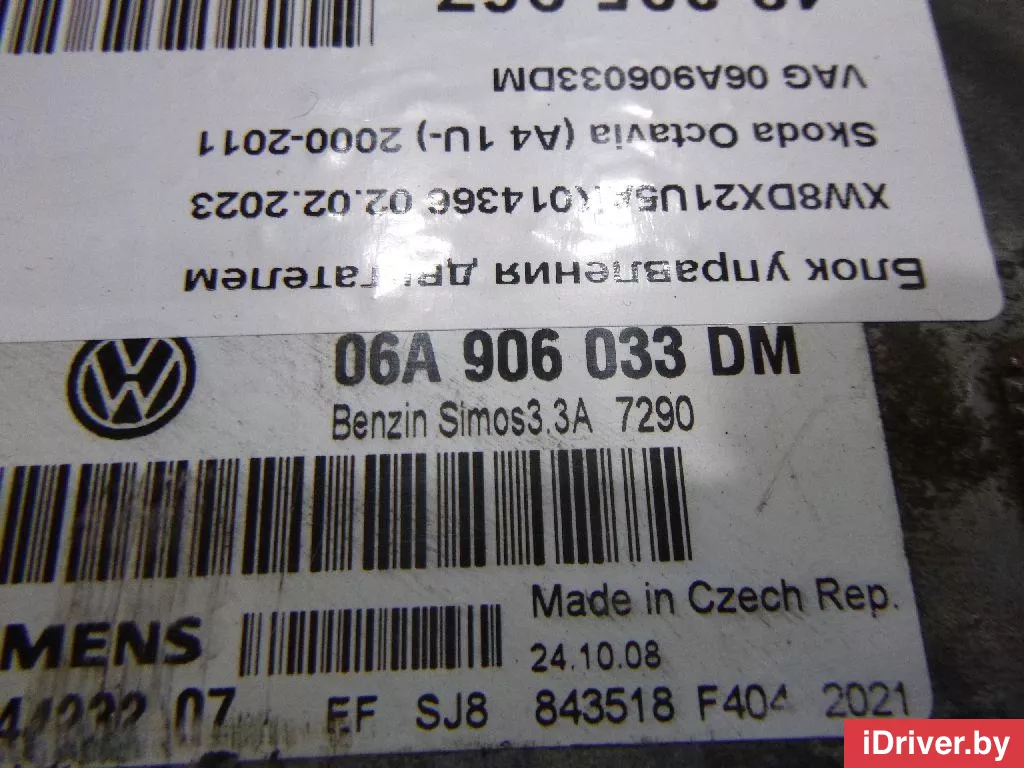 VAG 06A906033DM
Skoda Octavia (A4 1U-) 2000-2011
02.02.2023
Блок управления двигателем
06A 906 033 DM
Benzin Simos3.3A 7290
Made in Czech Rep.
24.10.08
07 EF SJ8 843518 F404 2021
iDriver.by